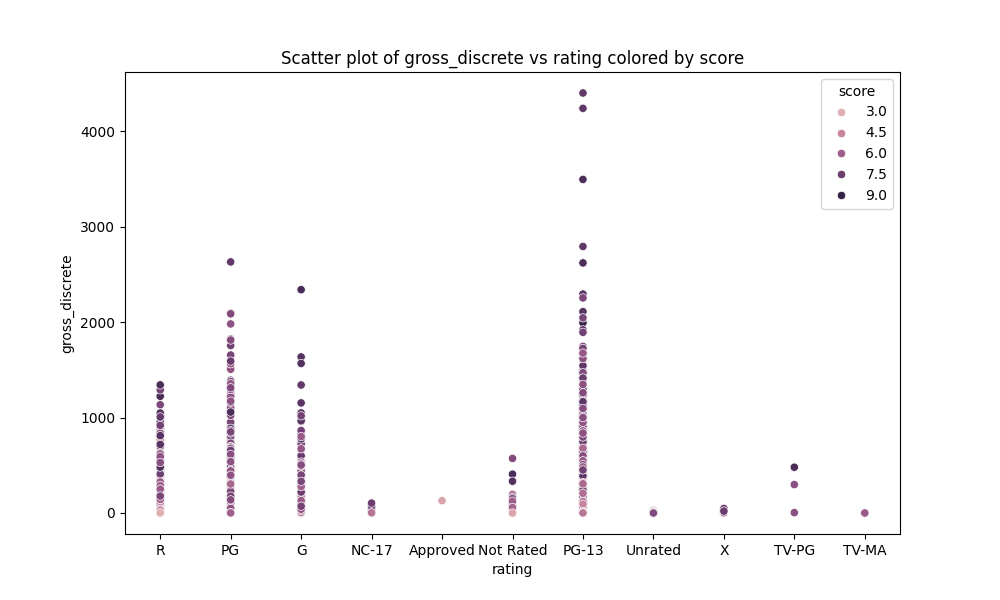 Scatter plot of gross_discrete vs rating colored by score
score
3.0
4.5
6.0
7.5
9.0
4000
3000
2000
1000
0
gross_discrete
R PG G NC-17 Approved Not Rated PG-13 Unrated X TV-PG TV-MA
rating